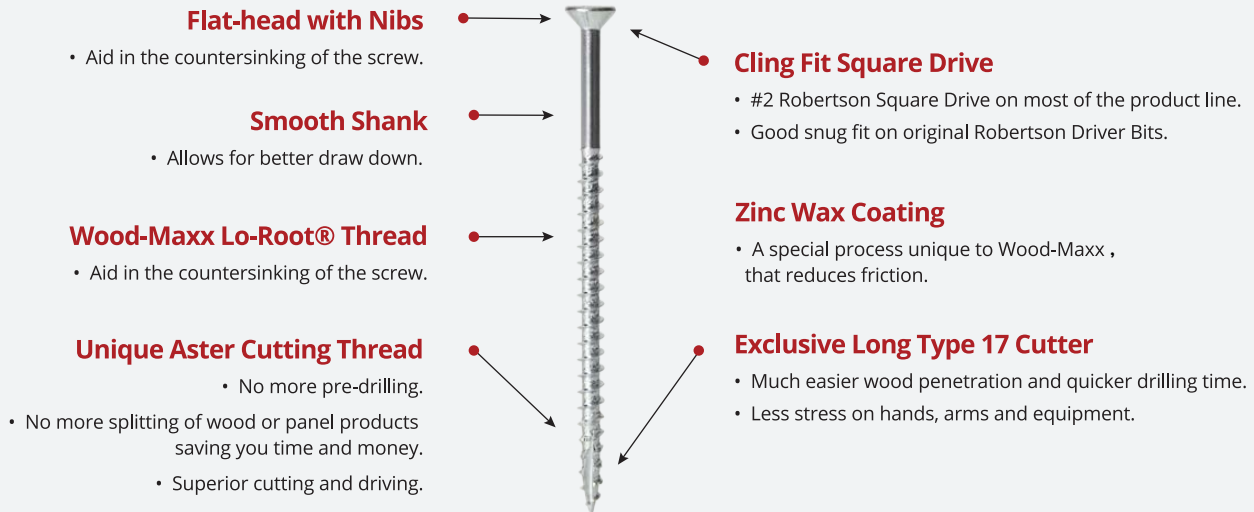 Flat-head with Nibs
• Aid in the countersinking of the screw.
Smooth Shank
• Allows for better draw down.
Wood-Maxx Lo-Root® Thread
• Aid in the countersinking of the screw.
Unique Aster Cutting Thread
• No more pre-drilling.
• No more splitting of wood or panel products
saving you time and money.
• Superior cutting and driving.
Cling Fit Square Drive
• #2 Robertson Square Drive on most of the product line.
• Good snug fit on original Robertson Driver Bits.
Zinc Wax Coating
• A special process unique to Wood-Maxx ,
that reduces friction.
Exclusive Long Type 17 Cutter
• Much easier wood penetration and quicker drilling time.
• Less stress on hands, arms and equipment.